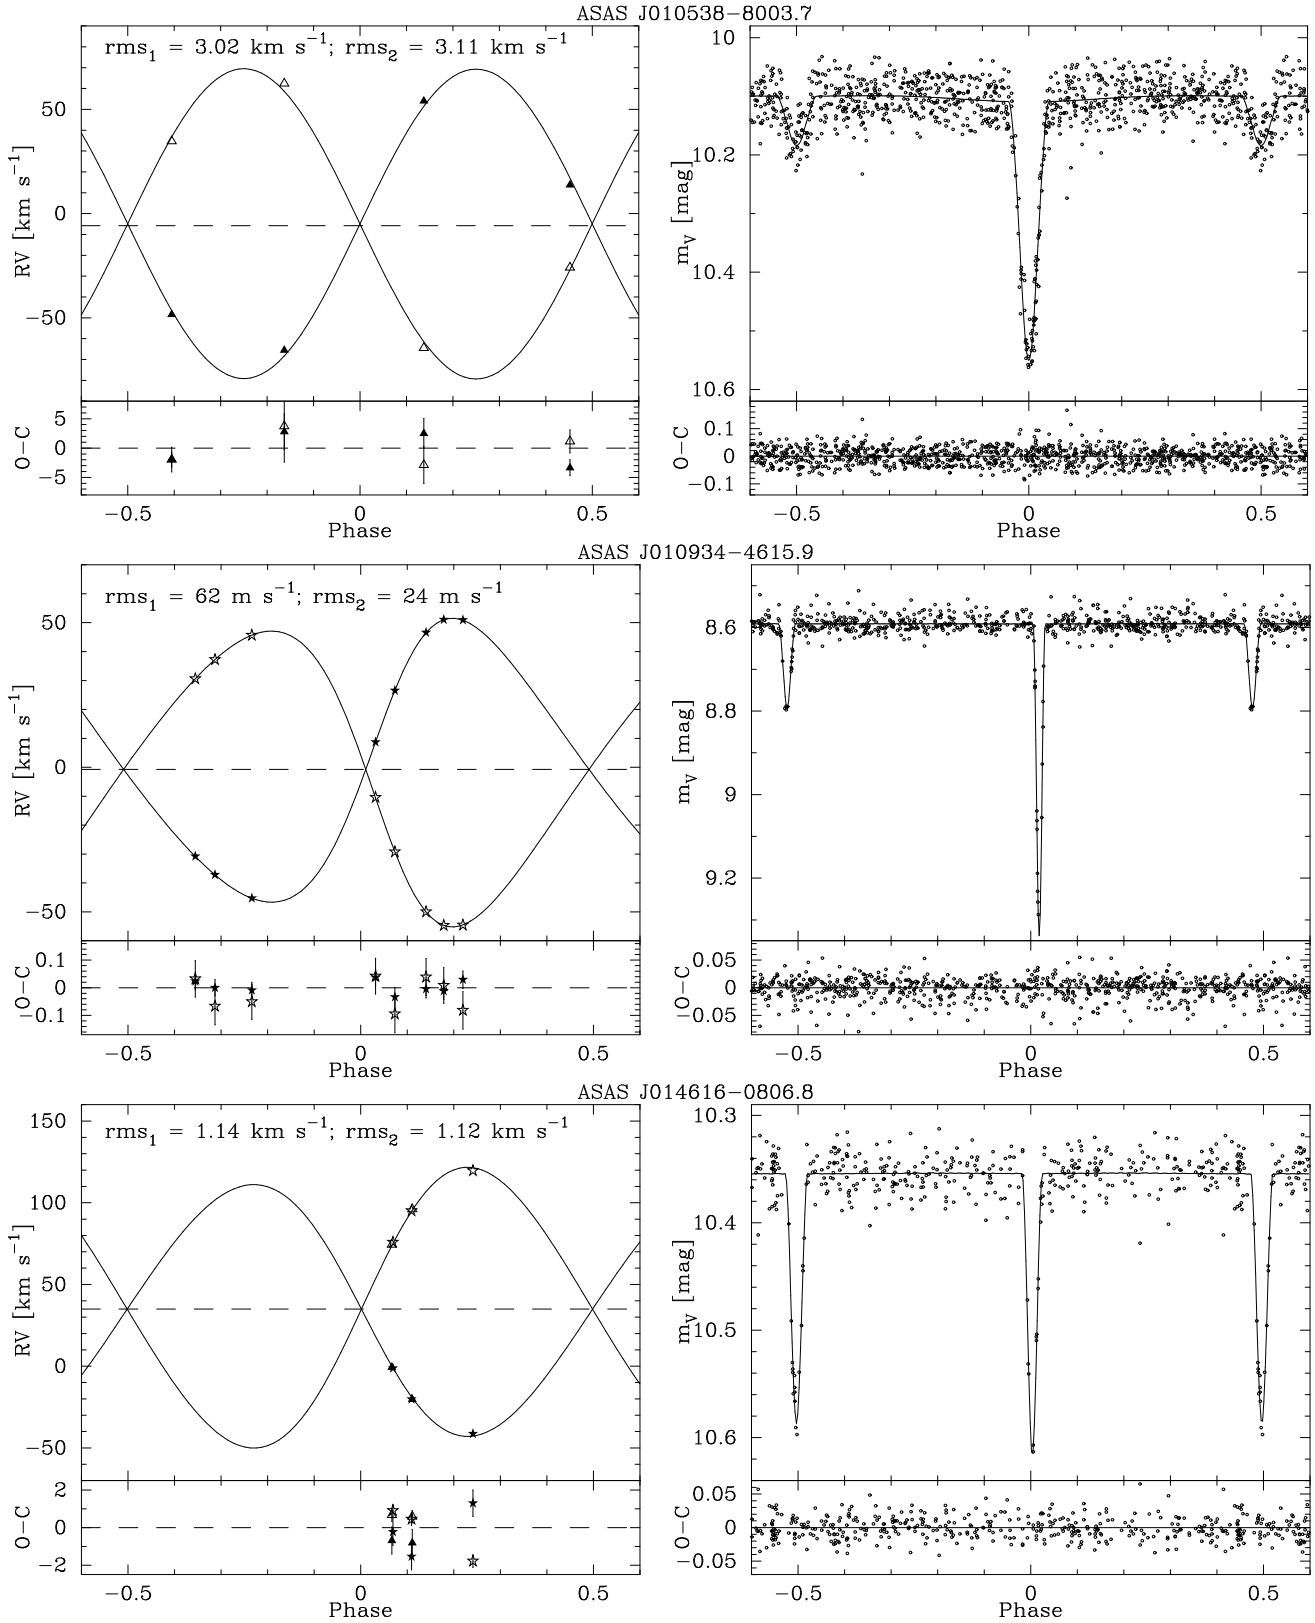 ASAS J010538−8003.7
rms1 = 3.02 km s−1; rms2 = 3.11 km s−1
50
0
−50
RV [km s−1]
5
0
−5
O−C
−0.5 0 0.5
Phase
10
10.2
10.4
10.6
mV [mag]
0.1
0
−0.1
O−C
−0.5 0 0.5
Phase
ASAS J010934−4615.9
rms1 = 62 m s−1; rms2 = 24 m s−1
50
0
−50
RV [km s−1]
0.1
0
−0.1
O−C
−0.5 0 0.5
Phase
8.6
8.8
9
9.2
mV [mag]
0.05
0
−0.05
O−C
−0.5 0 0.5
Phase
ASAS J014616−0806.8
rms1 = 1.14 km s−1; rms2 = 1.12 km s−1
150
100
50
0
−50
RV [km s−1]
2
0
−2
O−C
−0.5 0 0.5
Phase
10.3
10.4
10.5
10.6
mV [mag]
0.05
0
−0.05
O−C
−0.5 0 0.5
Phase